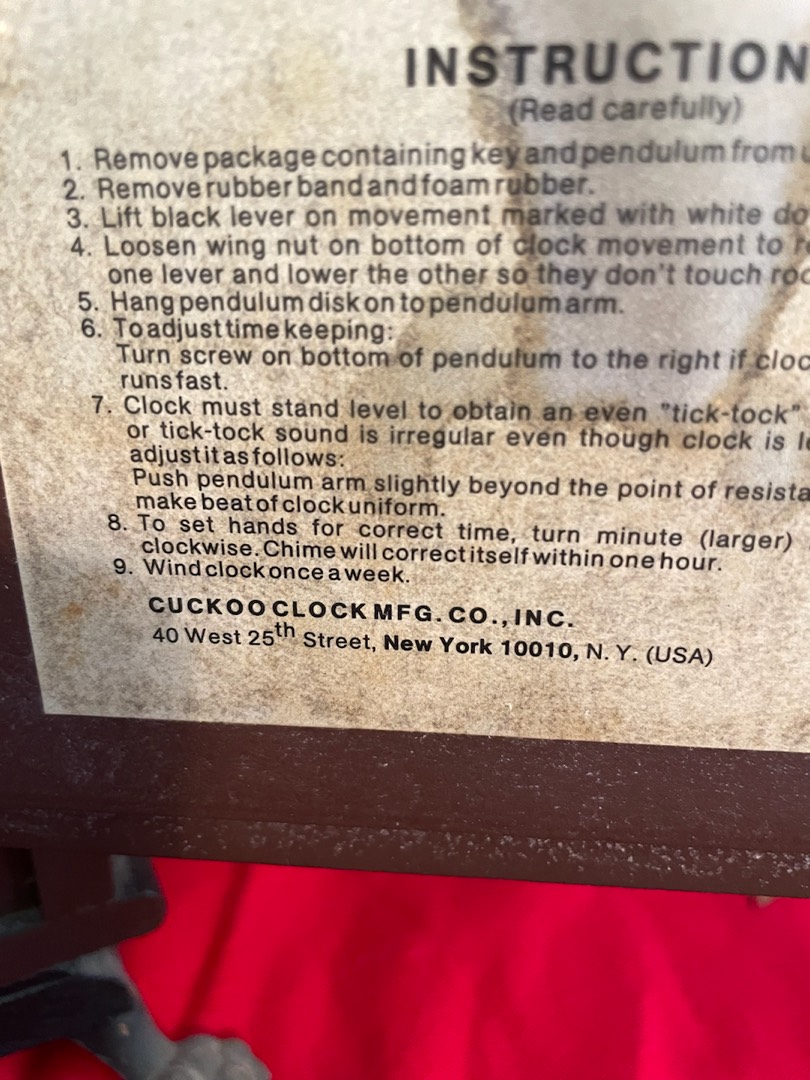 INSTRUCTION
(Read carefully)
1. Remove package containing key and pendulum from
2. Remove rubber band and foam rubber.
3. Lift black lever on movement marked with white
4. Loosen wing nut on bottom of clock movement to
one lever and lower the other so they don't touch
5. Hang pendulum disk on to pendulum arm.
6. To adjust time keeping:
Turn screw on bottom of pendulum to the right if
runs fast.
7. Clock must stand level to obtain an even "tick-tock"
or tick-tock sound is irregular even though clock is
adjust it as follows:
Push pendulum arm slightly beyond the point of
make beat of clock uniform.
8. To set hands for correct time, turn minute (larger)
clockwise. Chime will correct itself within one hour.
9. Wind clock once a week.
CUCKOO CLOCK MFG. CO., INC.
40 West 25th Street, New York 10010, N. Y. (USA)